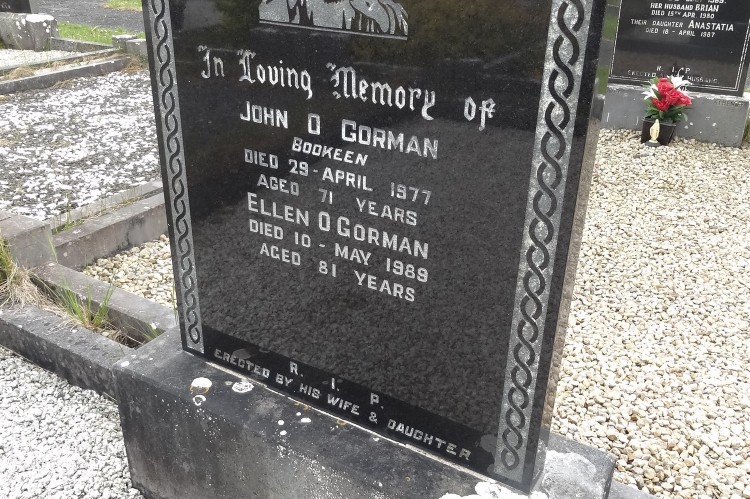 In Loving Memory of
JOHN O GORMAN
BOOKEEN
DIED 29 - APRIL 1977
AGED 71 YEARS
ELLEN O GORMAN
DIED 10 - MAY 1989
AGED 81 YEARS
R. I. P.
ERECTED BY HIS WIFE & DAUGHTER
HER HUSBAND BRIAN
DIED 15TH APR 1980
THEIR DAUGHTER ANASTATIA
DIED 18 - APRIL 1987
HUSBAND